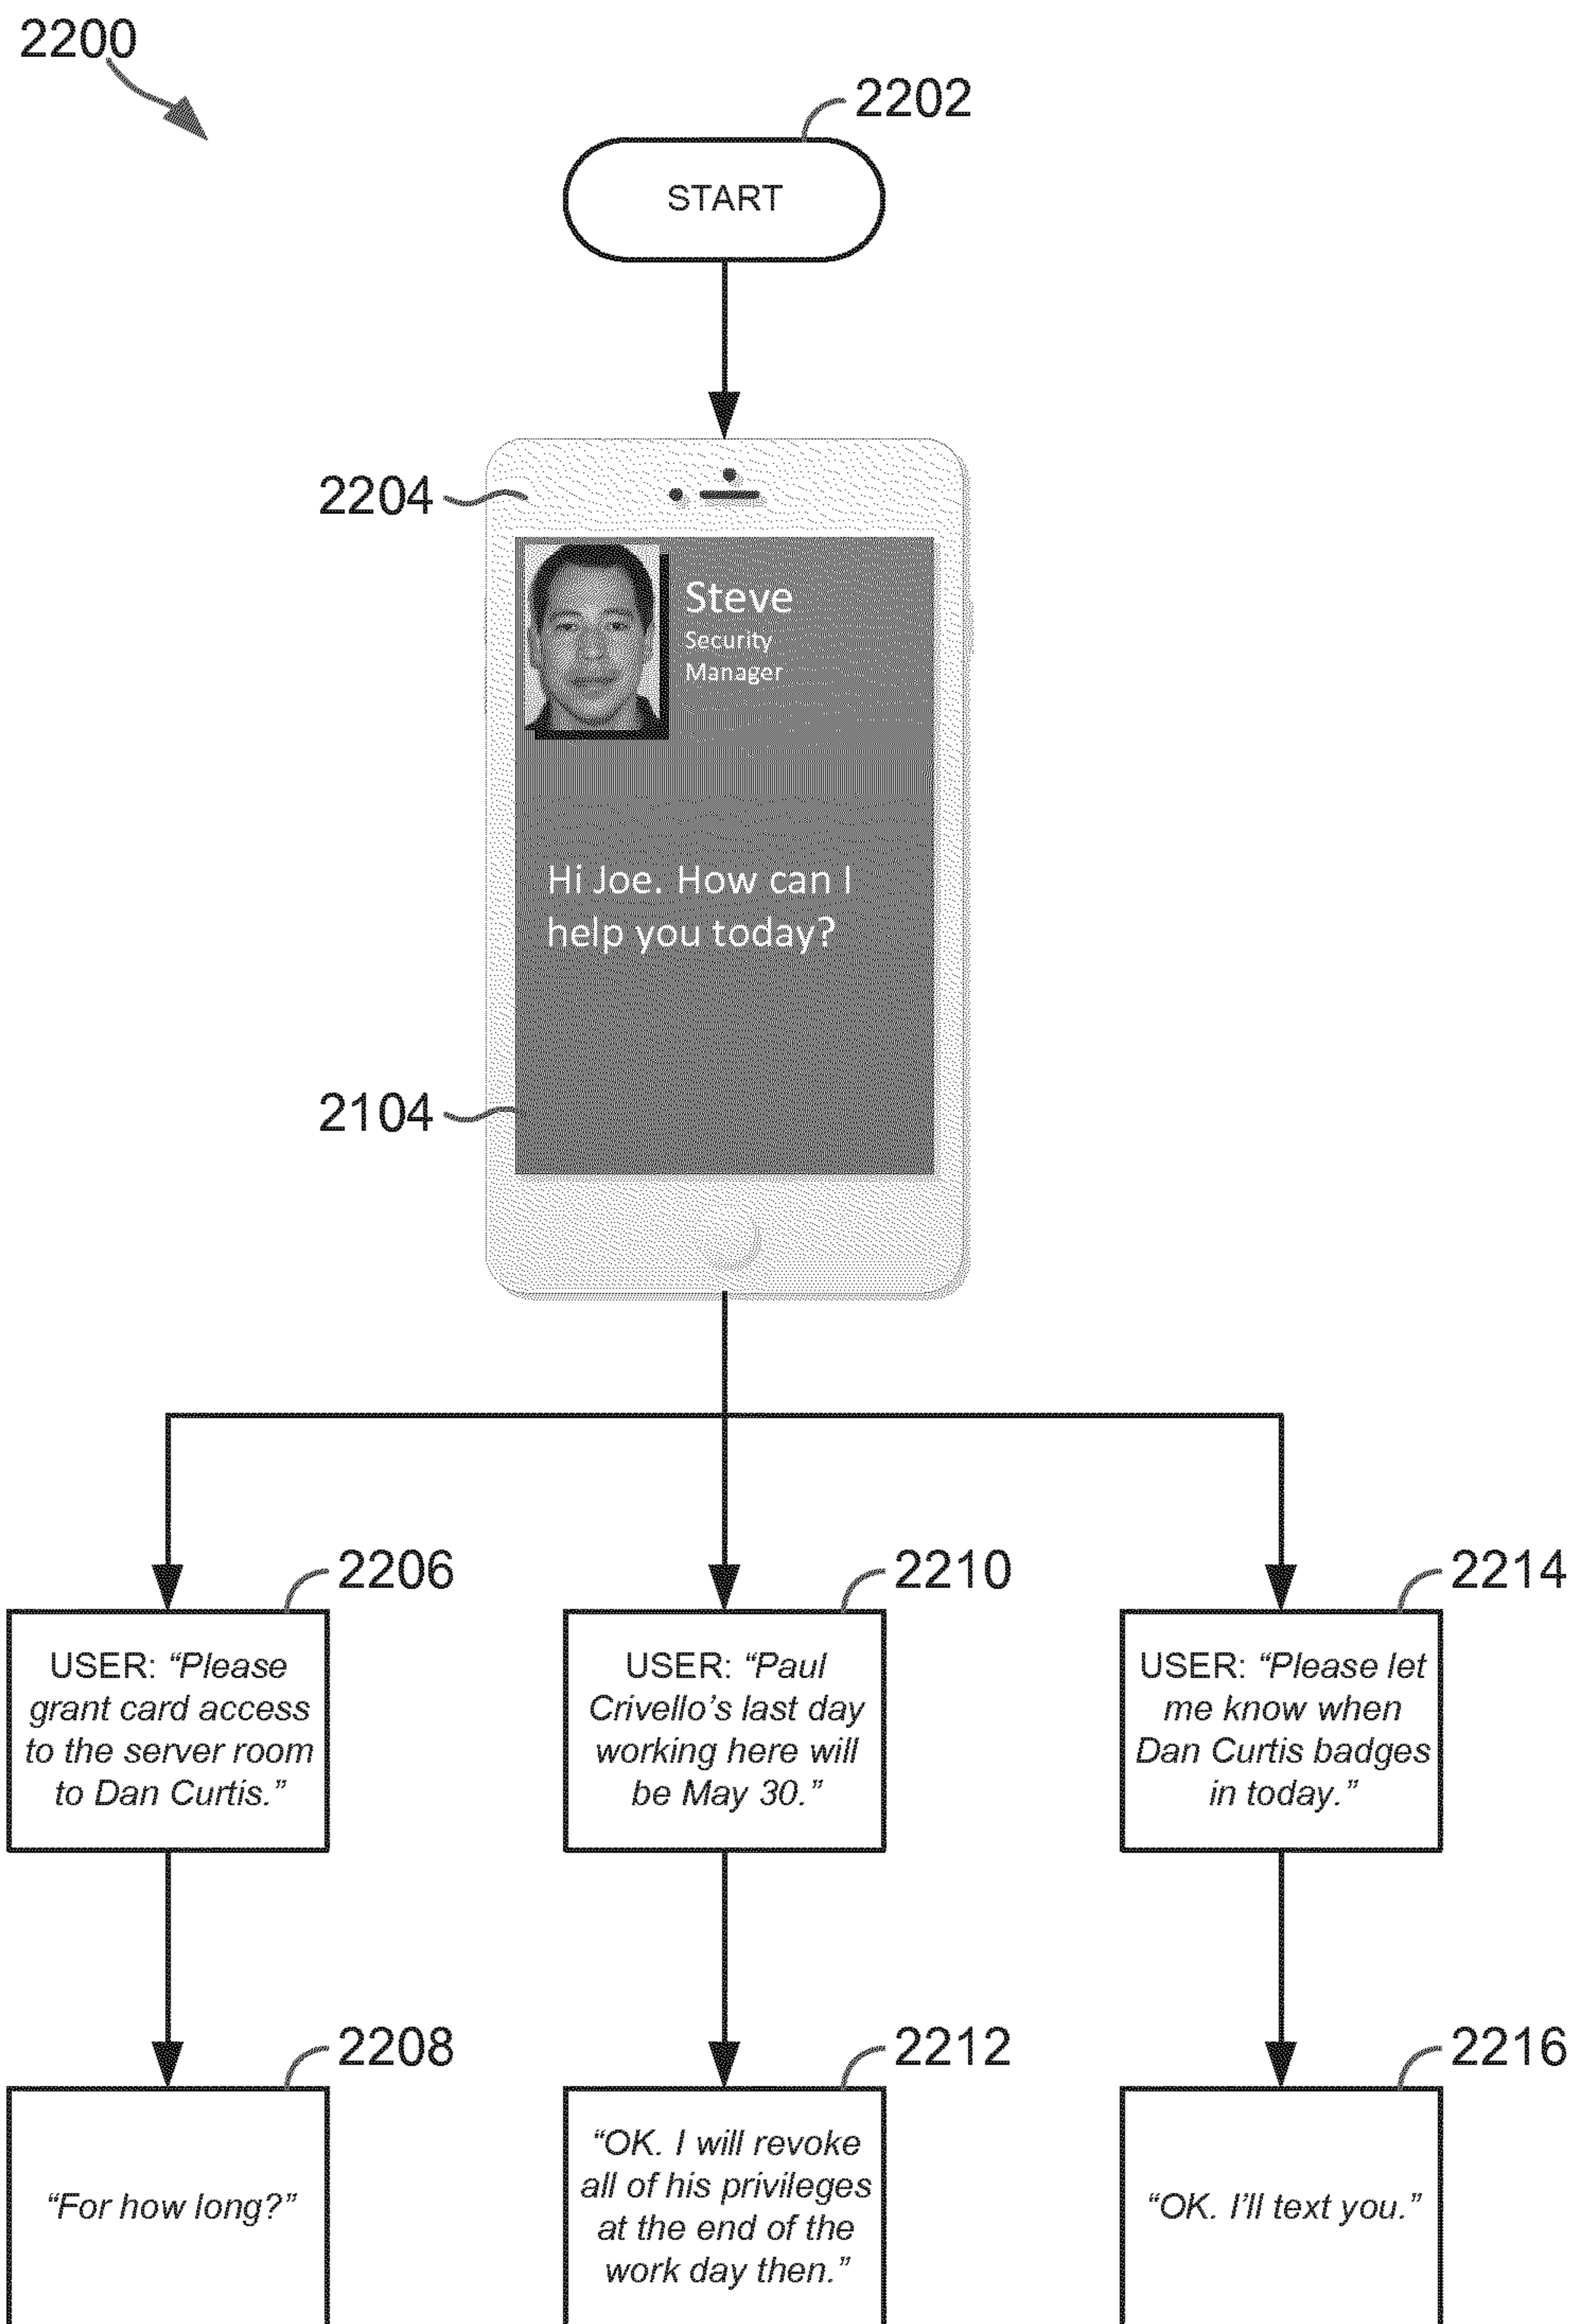 2200
2202
START
2204
Steve
Security
Manager
Hi Joe. How can I
help you today?
2104
2206
USER: “Please
grant card access
to the server room
to Dan Curtis.”
2210
USER: “Paul
Crivello’s last day
working here will
be May 30.”
2214
USER: “Please let
me know when
Dan Curtis badges
in today.”
2208
“For how long?”
2212
“OK. I will revoke
all of his privileges
at the end of the
work day then.”
2216
“OK. I’ll text you.”